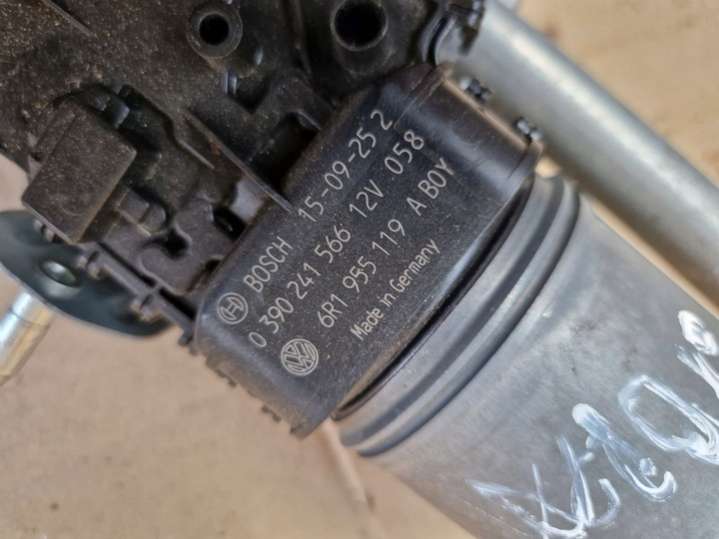 BOSCH 15-09-25 2
0 390 241 566 12V 058
6R1 955 119 A BOY
Made in Germany